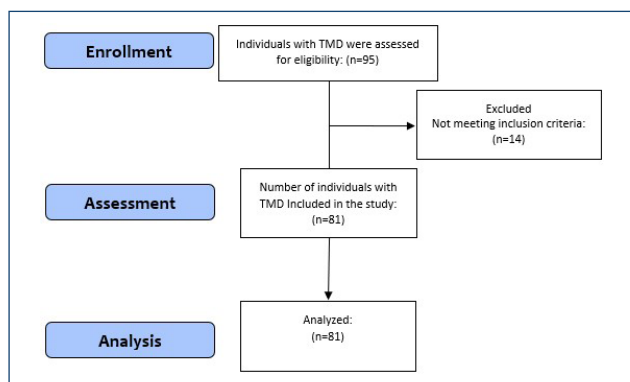 Enrollment
Individuals with TMD were assessed
for eligibility: (n=95)
Excluded
Not meeting inclusion criteria:
(n=14)
Assessment
Number of individuals with
TMD Included in the study:
(n=81)
Analysis
Analyzed:
(n=81)